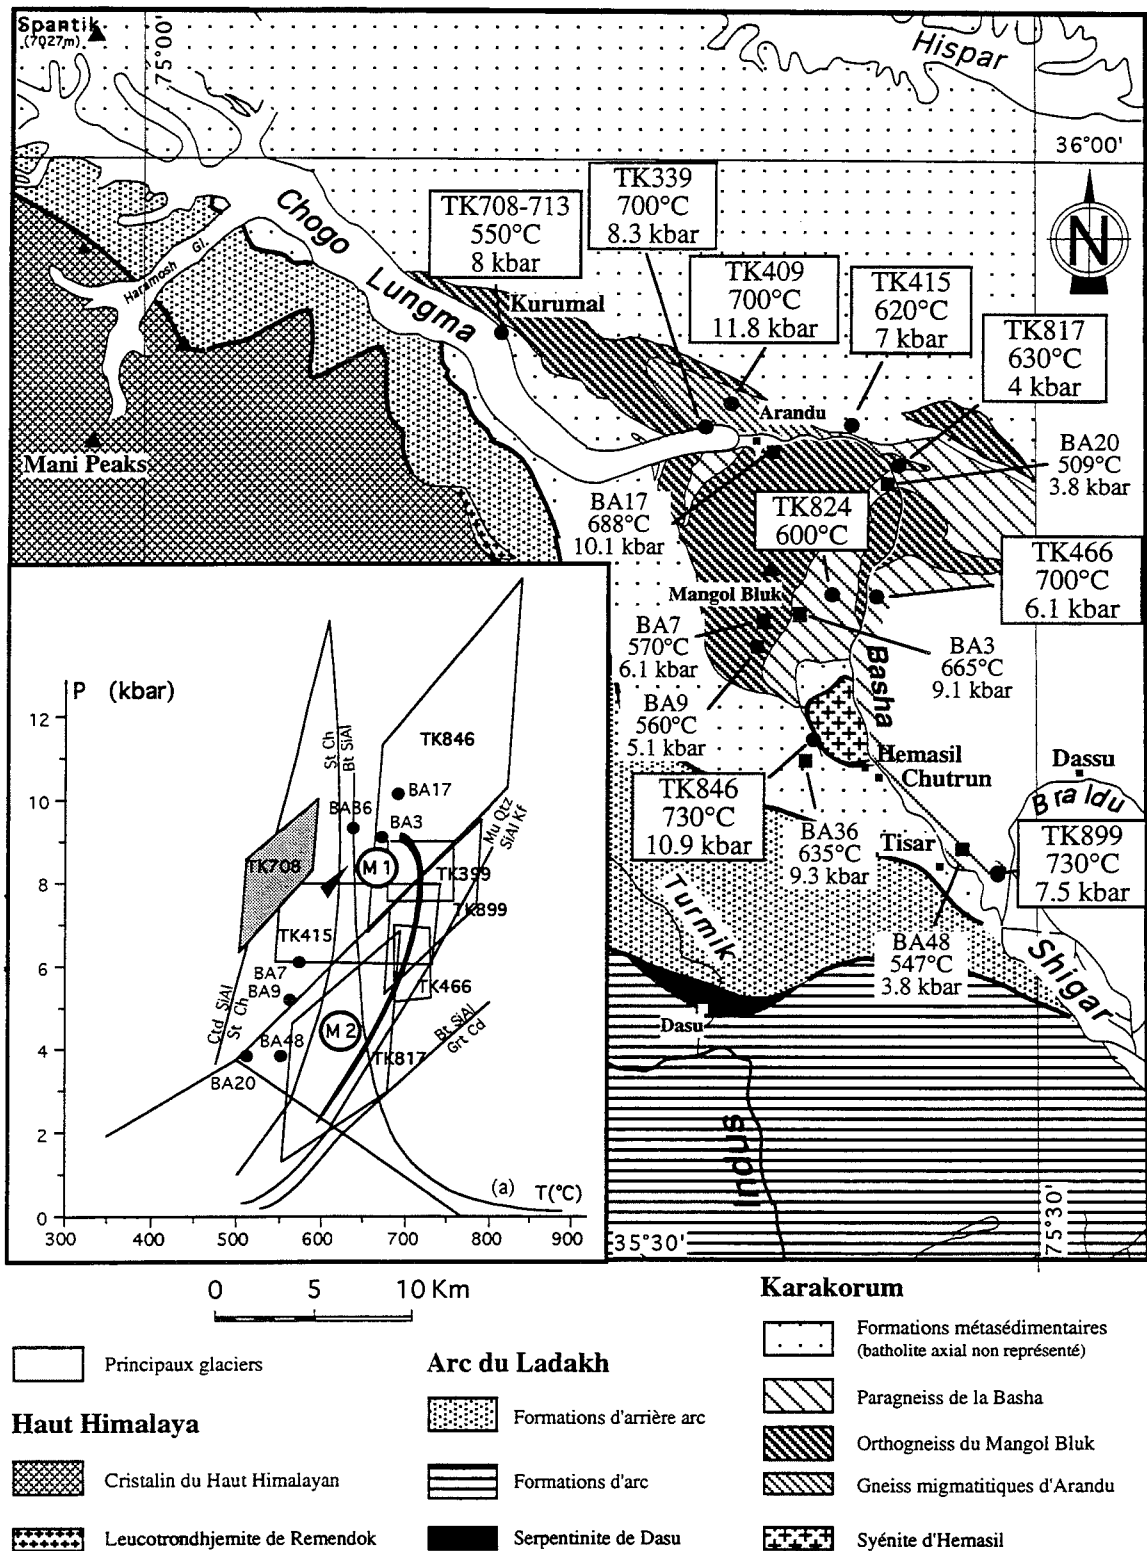 Spantik
(7027m)
75°00'
Hispar
36°00'
N
TK339
700°C
8.3 kbar
TK708-713
550°C
8 kbar
TK409
700°C
11.8 kbar
TK415
620°C
7 kbar
TK817
630°C
4 kbar
Chogo
Lungma
Haramosh Gl.
Kurumal
Arandu
BA20
509°C
3.8 kbar
Mani Peaks
BA17
688°C
10.1 kbar
TK824
600°C
TK466
700°C
6.1 kbar
Mangol Bluk
BA7
570°C
6.1 kbar
BA3
665°C
9.1 kbar
Basha
BA9
560°C
5.1 kbar
Hemasil
Chutrun
Dassu
Braldu
TK846
730°C
10.9 kbar
BA36
635°C
9.3 kbar
Tisar
TK899
730°C
7.5 kbar
Turmik
BA48
547°C
3.8 kbar
Shigar
Dasu
Indus
35°30'
75°30'
P (kbar)
12
10
8
6
4
2
0
300
400
500
600
700
800
900
T(°C)
(a)
St Ch
Bt SiAl
TK846
BA36
BA17
BA3
Mu Qtz
SiAl Kf
TK708
M 1
TK399
TK899
TK415
BA7
BA9
TK466
Ctd SiAl
St Ch
M 2
Bt SiAl
Grt Cd
BA48
TK817
BA20
0 5 10 Km
Principaux glaciers
Haut Himalaya
Cristalin du Haut Himalayan
Leucotrondhjemite de Remendok
Arc du Ladakh
Formations d'arrière arc
Formations d'arc
Serpentinite de Dasu
Karakorum
Formations métasédimentaires
(batholite axial non représenté)
Paragneiss de la Basha
Orthogneiss du Mangol Bluk
Gneiss migmatitiques d'Arandu
Syénite d'Hemasil